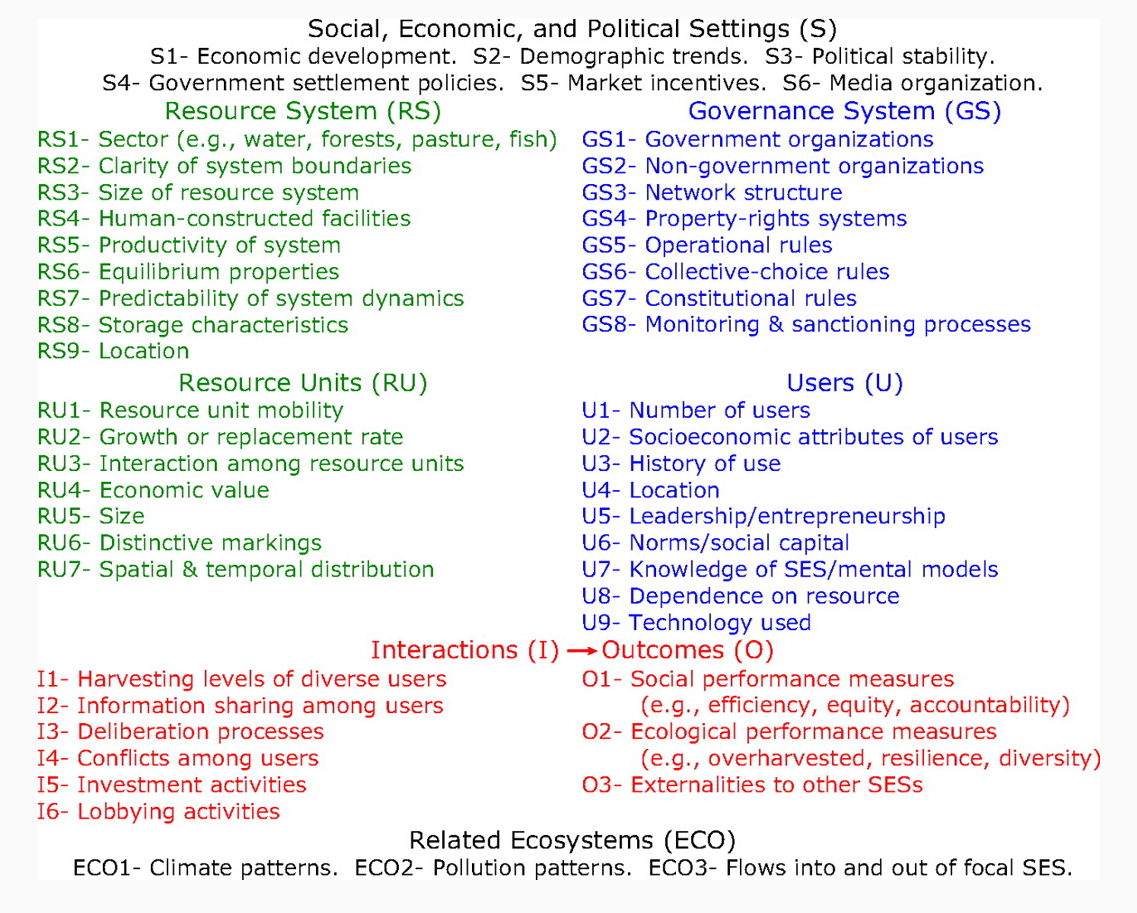 Social, Economic, and Political Settings (S)
S1- Economic development.  S2- Demographic trends.  S3- Political stability.
S4- Government settlement policies.  S5- Market incentives.  S6- Media organization.
Resource System (RS)
RS1- Sector (e.g., water, forests, pasture, fish)
RS2- Clarity of system boundaries
RS3- Size of resource system
RS4- Human-constructed facilities
RS5- Productivity of system
RS6- Equilibrium properties
RS7- Predictability of system dynamics
RS8- Storage characteristics
RS9- Location
Governance System (GS)
GS1- Government organizations
GS2- Non-government organizations
GS3- Network structure
GS4- Property-rights systems
GS5- Operational rules
GS6- Collective-choice rules
GS7- Constitutional rules
GS8- Monitoring & sanctioning processes
Resource Units (RU)
RU1- Resource unit mobility
RU2- Growth or replacement rate
RU3- Interaction among resource units
RU4- Economic value
RU5- Size
RU6- Distinctive markings
RU7- Spatial & temporal distribution
Users (U)
U1- Number of users
U2- Socioeconomic attributes of users
U3- History of use
U4- Location
U5- Leadership/entrepreneurship
U6- Norms/social capital
U7- Knowledge of SES/mental models
U8- Dependence on resource
U9- Technology used
Interactions (I) → Outcomes (O)
I1- Harvesting levels of diverse users
I2- Information sharing among users
I3- Deliberation processes
I4- Conflicts among users
I5- Investment activities
I6- Lobbying activities
O1- Social performance measures
(e.g., efficiency, equity, accountability)
O2- Ecological performance measures
(e.g., overharvested, resilience, diversity)
O3- Externalities to other SESs
Related Ecosystems (ECO)
ECO1- Climate patterns.  ECO2- Pollution patterns.  ECO3- Flows into and out of focal SES.